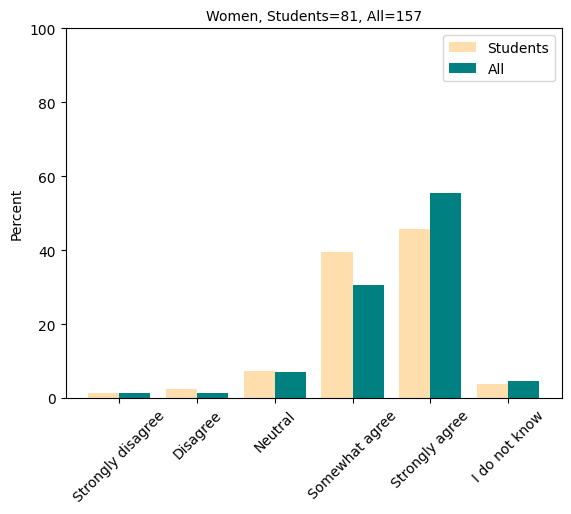 Women, Students=81, All=157
Students
All
Percent
100
80
60
40
20
0
Strongly disagree
Disagree
Neutral
Somewhat agree
Strongly agree
I do not know